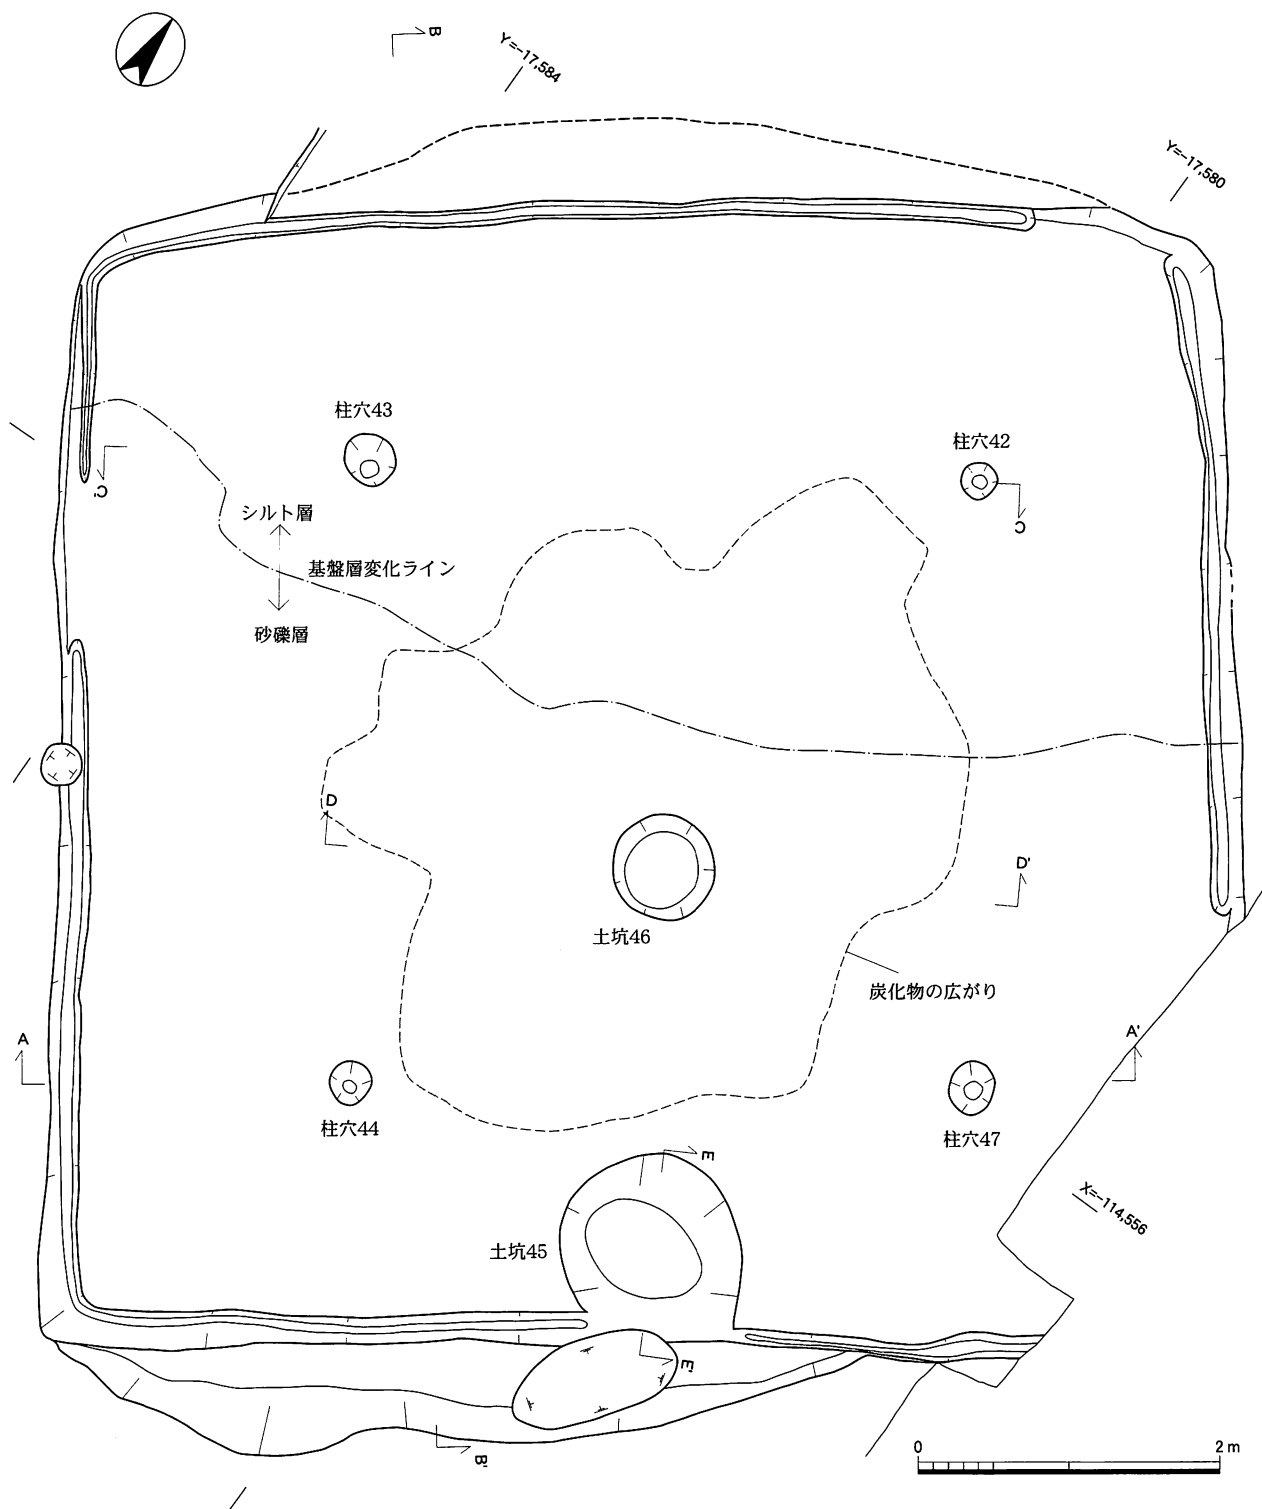 B
Y=-17,584
Y=-17,580
柱穴43
柱穴42
C'
C
シルト層
基盤層変化ライン
砂礫層
D
D'
土坑46
炭化物の広がり
A
A'
柱穴44
柱穴47
E
X=-114,556
土坑45
E'
B'
0 2 m